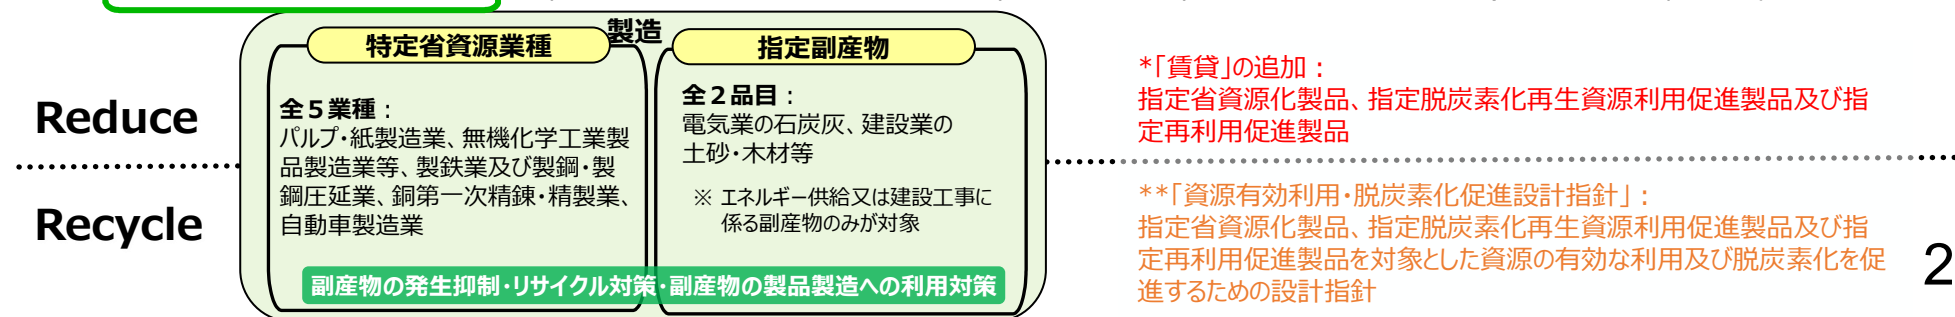 製造
特定省資源業種
指定副産物
Reduce
Recycle
全５業種：
パルプ・紙製造業、無機化学工業製
品製造業等、製鉄業及び製鋼・製
鋼圧延業、銅第一次精錬・精製業、
自動車製造業
全２品目：
電気業の石炭灰、建設業の
土砂・木材等
※ エネルギー供給又は建設工事に
係る副産物のみが対象
副産物の発生抑制・リサイクル対策・副産物の製品製造への利用対策
*「賃貸」の追加：
指定省資源化製品、指定脱炭素化再生資源利用促進製品及び指
定再利用促進製品
**「資源有効利用・脱炭素化促進設計指針」：
指定省資源化製品、指定脱炭素化再生資源利用促進製品及び指
定再利用促進製品を対象とした資源の有効な利用及び脱炭素化を促
進するための設計指針
2